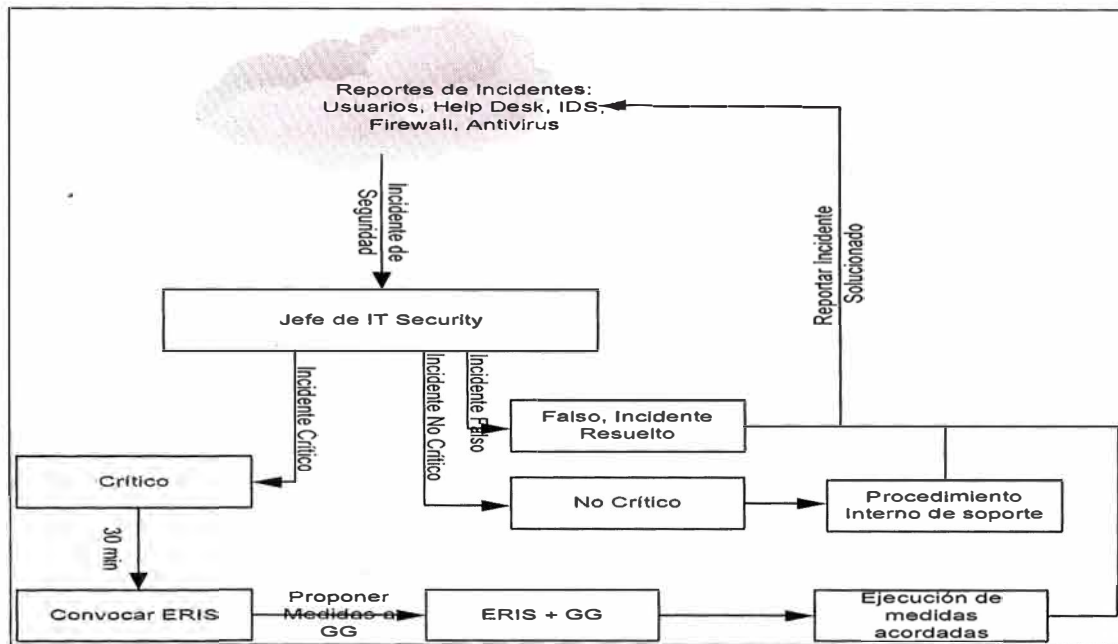 Reportes de Incidentes:
Usuarios, Help Desk, IDS,
Firewall, Antivirus
Incidente de
Seguridad
Reportar Incidente
Solucionado
Jefe de IT Security
Incidente Crítico
Incidente No Crítico
Incidente Falso
Falso, Incidente
Resuelto
Crítico
No Crítico
Procedimiento
Interno de soporte
30 min
Convocar ERIS
Proponer
Medidas a
GG
ERIS + GG
Ejecución de
medidas
acordadas